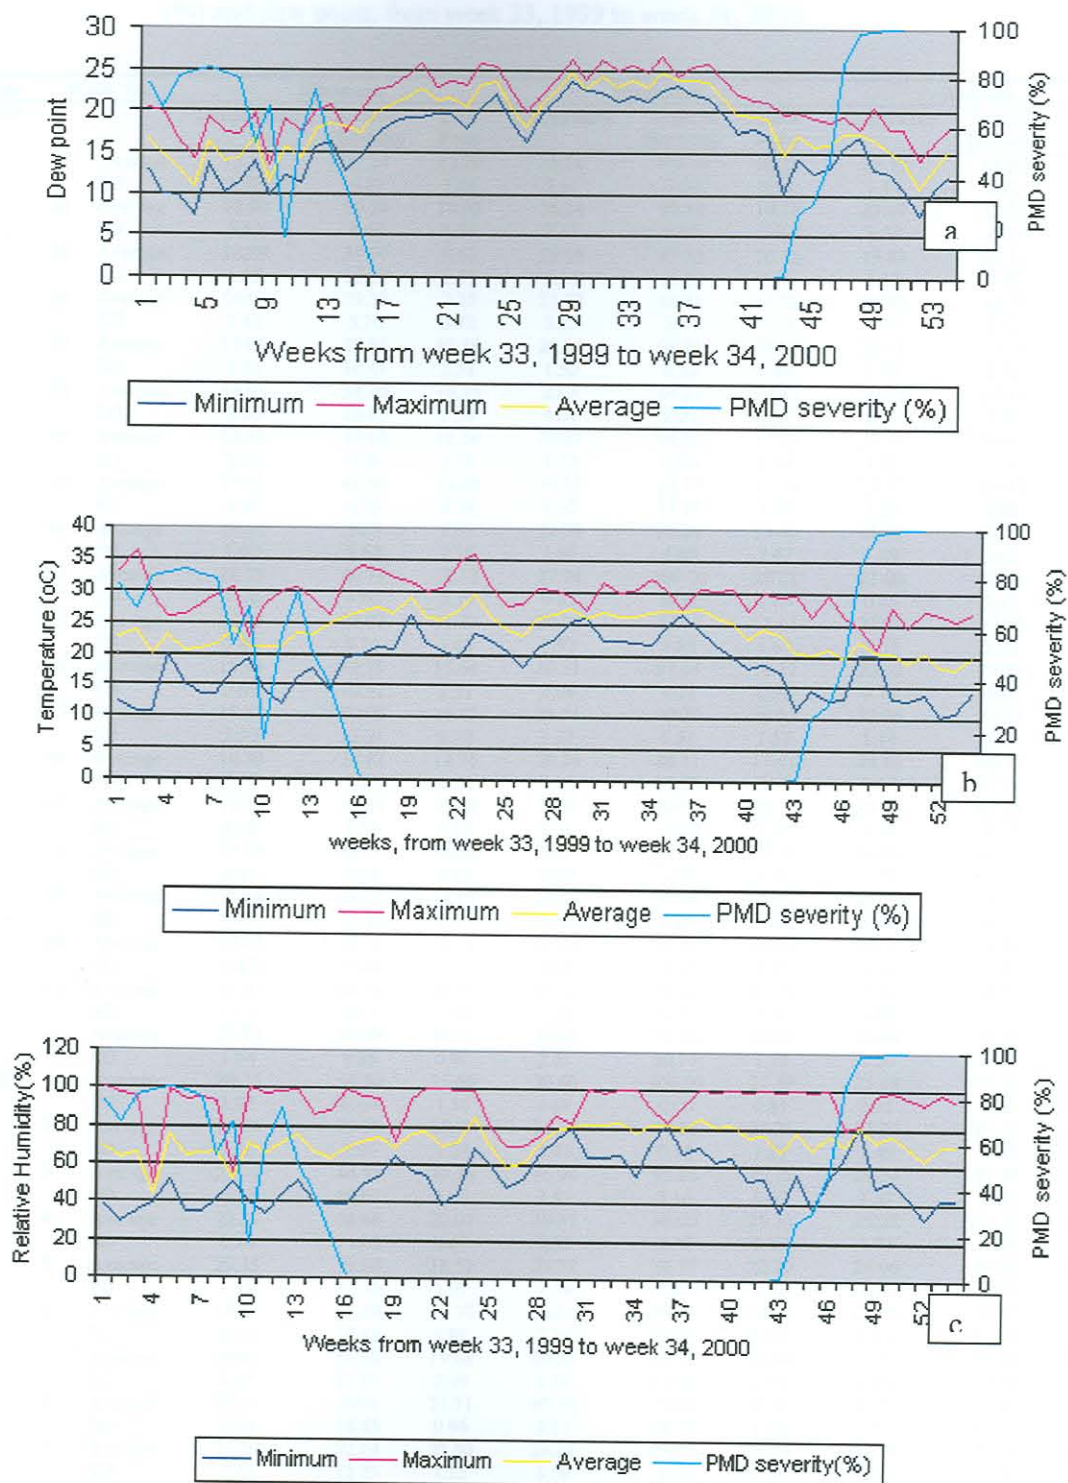 30
25
20
15
10
5
0
Dew point
100
80
60
40
0
PMD severity (%)
a
1 5 9 13 17 21 25 29 33 37 41 45 49 53
Weeks from week 33, 1999 to week 34, 2000
Minimum Maximum Average PMD severity (%)
40
35
30
25
20
15
10
5
0
Temperature (oC)
100
80
60
40
20
PMD severity (%)
b
1 4 7 10 13 16 19 22 25 28 31 34 37 40 43 46 49 52
weeks, from week 33, 1999 to week 34, 2000
Minimum Maximum Average PMD severity (%)
120
100
80
60
40
20
0
Relative Humidity(%)
100
80
60
40
20
0
PMD severity (%)
c
1 4 7 10 13 16 19 22 25 28 31 34 37 40 43 46 49 52
Weeks from week 33, 1999 to week 34, 2000
Minimum Maximum Average PMD severity(%)